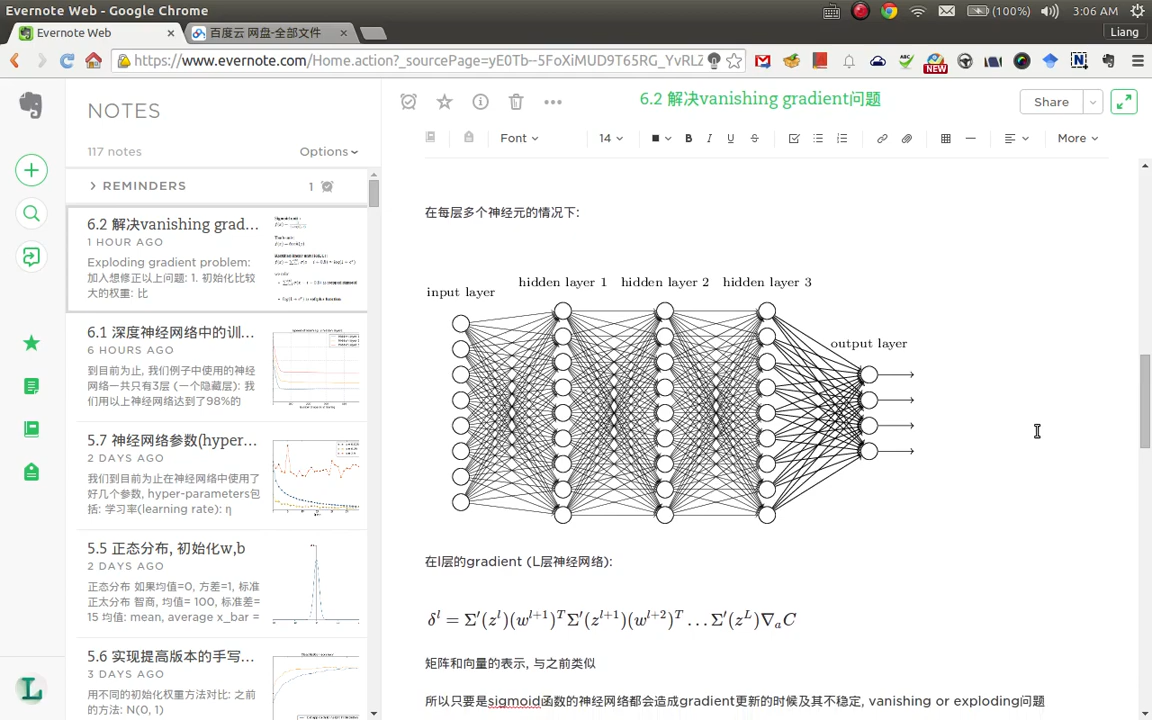 Evernote Web - Google Chrome
(100%)
3:06 AM
Evernote Web
百度云 网盘-全部文件
Liang
https://www.evernote.com/Home.action?_sourcePage=yE0Tb--5FoXiMUD9T65RG_YvRLZ
NEW
NOTES
6.2 解决vanishing gradient问题
Share
117 notes
Options
Font
14
B
I
U
More
REMINDERS
1
6.2 解决vanishing grad...
1 HOUR AGO
Exploding gradient problem:
加入想修正以上问题: 1. 初始化比较
大的权重: 比
6.1 深度神经网络中的训...
6 HOURS AGO
到目前为止, 我们例子中使用的神经
网络一共只有3层 (一个隐藏层): 我
们用以上神经网络达到了98%的
5.7 神经网络参数(hyper-...
2 DAYS AGO
我们到目前为止在神经网络中使用了
好几个参数, hyper-parameters包
括: 学习率(learning rate): η
5.5 正态分布, 初始化w,b
2 DAYS AGO
正态分布 如果均值=0, 方差=1, 标准
正太分布 智商, 均值= 100, 标准差=
15 均值: mean, average x_bar =
5.6 实现提高版本的手写...
3 DAYS AGO
用不同的初始化权重方法对比: 之前
的方法: N(0, 1)
在每层多个神经元的情况下:
input layer
hidden layer 1
hidden layer 2
hidden layer 3
output layer
在l层的gradient (L层神经网络):
δ^l = Σ′(z^l)(w^{l+1})^T Σ′(z^{l+1})(w^{l+2})^T … Σ′(z^L)∇_a C
矩阵和向量的表示, 与之前类似
所以只要是sigmoid函数的神经网络都会造成gradient更新的时候及其不稳定, vanishing or exploding问题